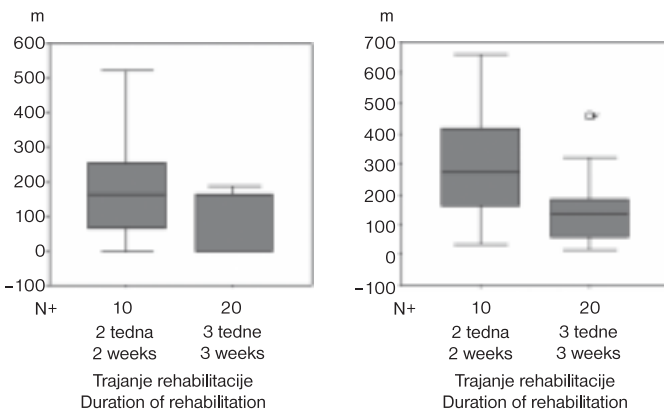 m
600
500
400
300
200
100
0
−100
N+ 10 20
2 tedna 3 tedne
2 weeks 3 weeks
Trajanje rehabilitacije
Duration of rehabilitation
m
700
600
500
400
300
200
100
0
−100
N+ 10 20
2 tedna 3 tedne
2 weeks 3 weeks
Trajanje rehabilitacije
Duration of rehabilitation